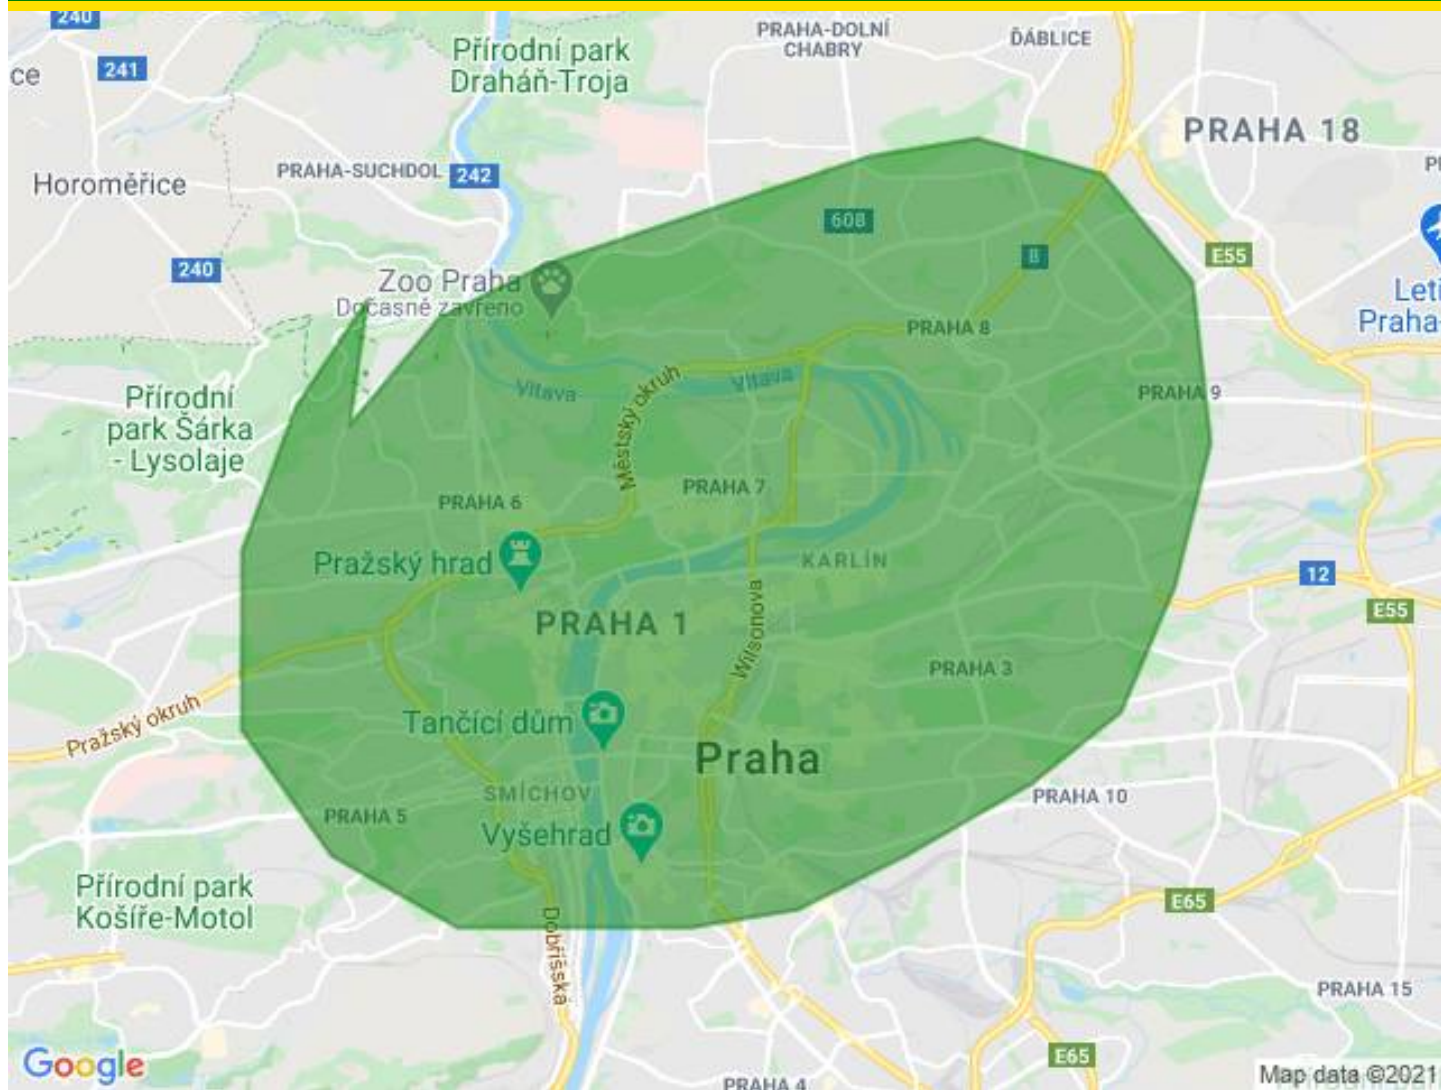 240
Přírodní park
Draháň-Troja
PRAHA-DOLNÍ
CHABRY
ĎÁBLICE
ce
241
PRAHA 18
PRAHA-SUCHDOL
242
Horoměřice
608
E55
8
240
Zoo Praha
Dočasně zavřeno
Leti
Praha-
PRAHA 8
Přírodní
park Šárka
- Lysolaje
Vltava
Městský okruh
Vltava
PRAHA 9
PRAHA 6
PRAHA 7
Pražský hrad
KARLÍN
12
PRAHA 1
E55
Wilsonova
PRAHA 3
Pražský okruh
Tančící dům
Praha
SMÍCHOV
PRAHA 10
PRAHA 5
Vyšehrad
Přírodní park
Košíře-Motol
E65
Dobříšská
PRAHA 15
E65
Google
Map data ©2021
PRAHA 4